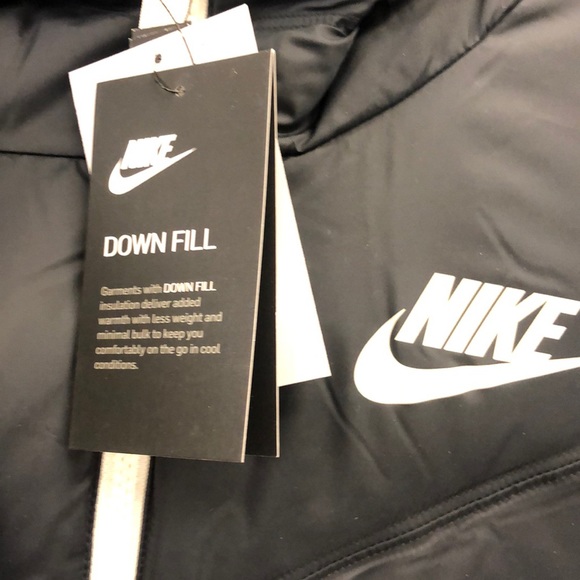 NIKE
DOWN FILL
Garments with DOWN FILL
insulation deliver added
warmth with less weight and
minimal bulk to keep you
comfortably on the go in cool
conditions.
NIKE